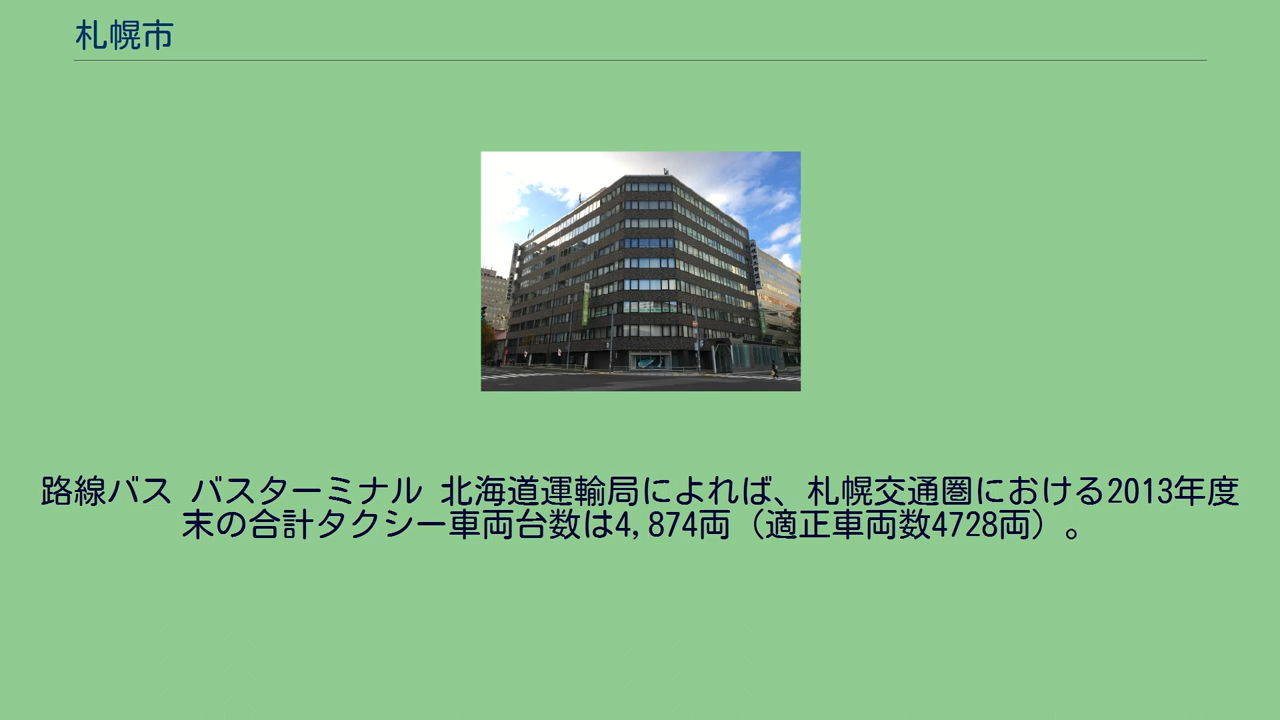 札幌市
路線バス バスターミナル 北海道運輸局によれば、札幌交通圏における2013年度
末の合計タクシー車両台数は4,874両（適正車両数4728両）。